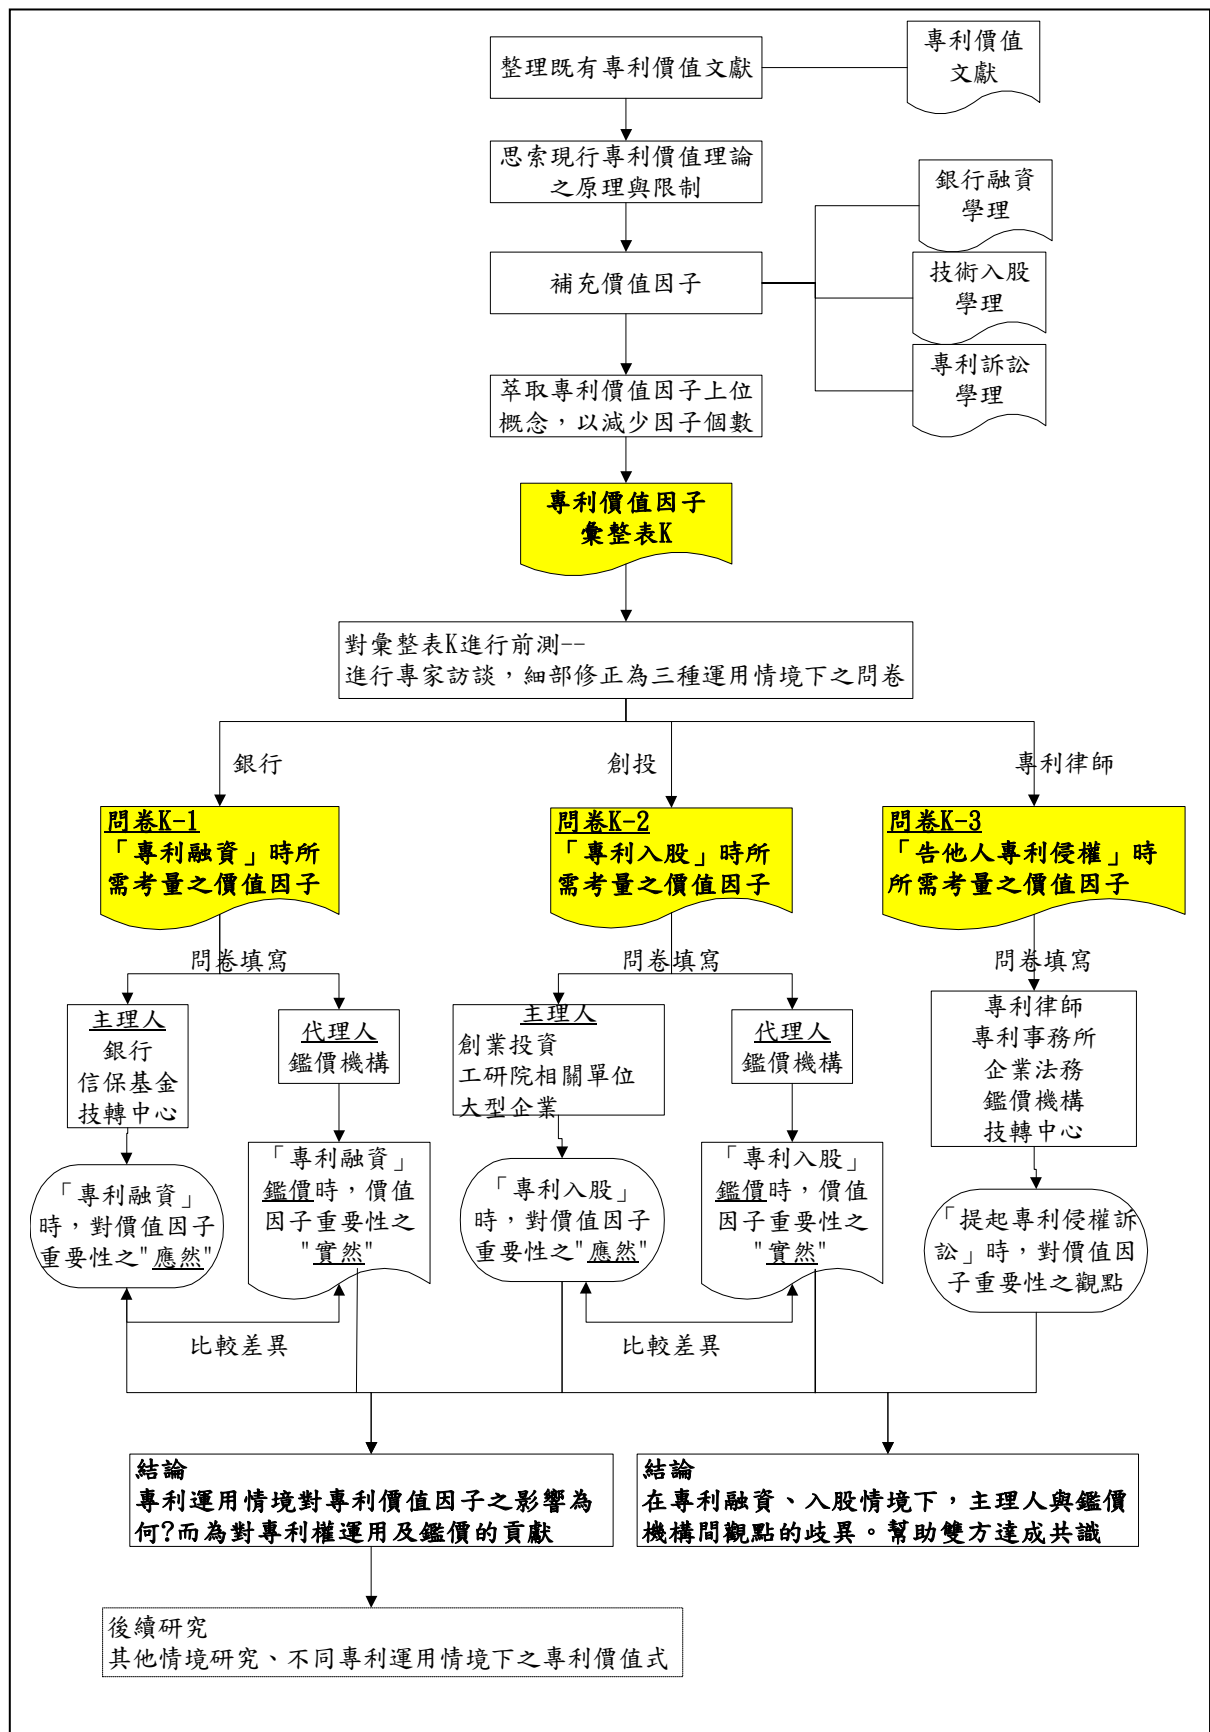 整理既有專利價值文獻
專利價值
文獻
思索現行專利價值理論
之原理與限制
銀行融資
學理
補充價值因子
技術入股
學理
專利訴訟
學理
萃取專利價值因子上位
概念，以減少因子個數
專利價值因子
彙整表K
對彙整表K進行前測--
進行專家訪談，細部修正為三種運用情境下之問卷
銀行
創投
專利律師
問卷K-1
「專利融資」時所
需考量之價值因子
問卷K-2
「專利入股」時所
需考量之價值因子
問卷K-3
「告他人專利侵權」時
所需考量之價值因子
問卷填寫
問卷填寫
問卷填寫
主理人
銀行
信保基金
技轉中心
代理人
鑑價機構
主理人
創業投資
工研院相關單位
大型企業
代理人
鑑價機構
專利律師
專利事務所
企業法務
鑑價機構
技轉中心
「專利融資」
時，對價值因子
重要性之"應然"
「專利融資」
鑑價時，價值
因子重要性之
"實然"
「專利入股」
時，對價值因子
重要性之"應然"
「專利入股」
鑑價時，價值
因子重要性之
"實然"
「提起專利侵權訴
訟」時，對價值因
子重要性之觀點
比較差異
比較差異
結論
專利運用情境對專利價值因子之影響為
何?而為對專利權運用及鑑價的貢獻
結論
在專利融資、入股情境下，主理人與鑑價
機構間觀點的歧異。幫助雙方達成共識
後續研究
其他情境研究、不同專利運用情境下之專利價值式